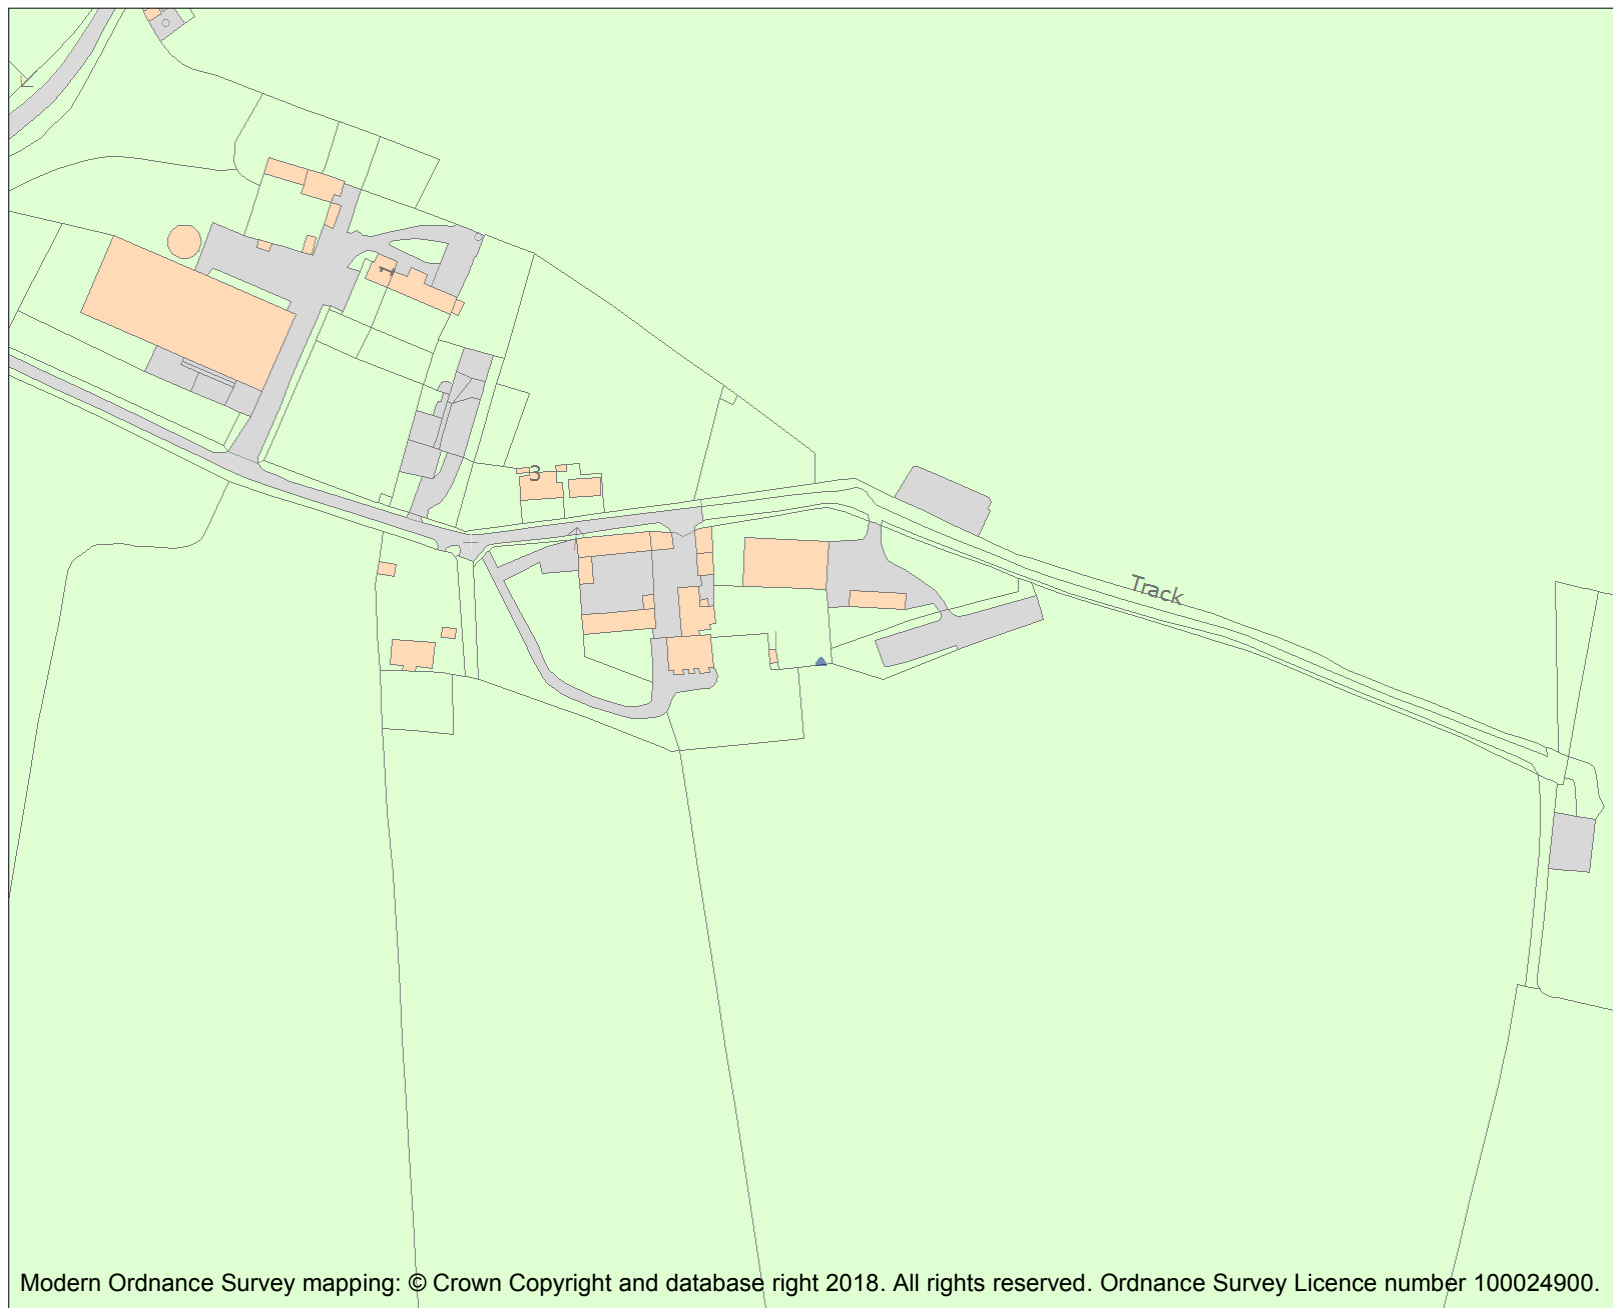 1
3
Track
Modern Ordnance Survey mapping: © Crown Copyright and database right 2018. All rights reserved. Ordnance Survey Licence number 100024900.